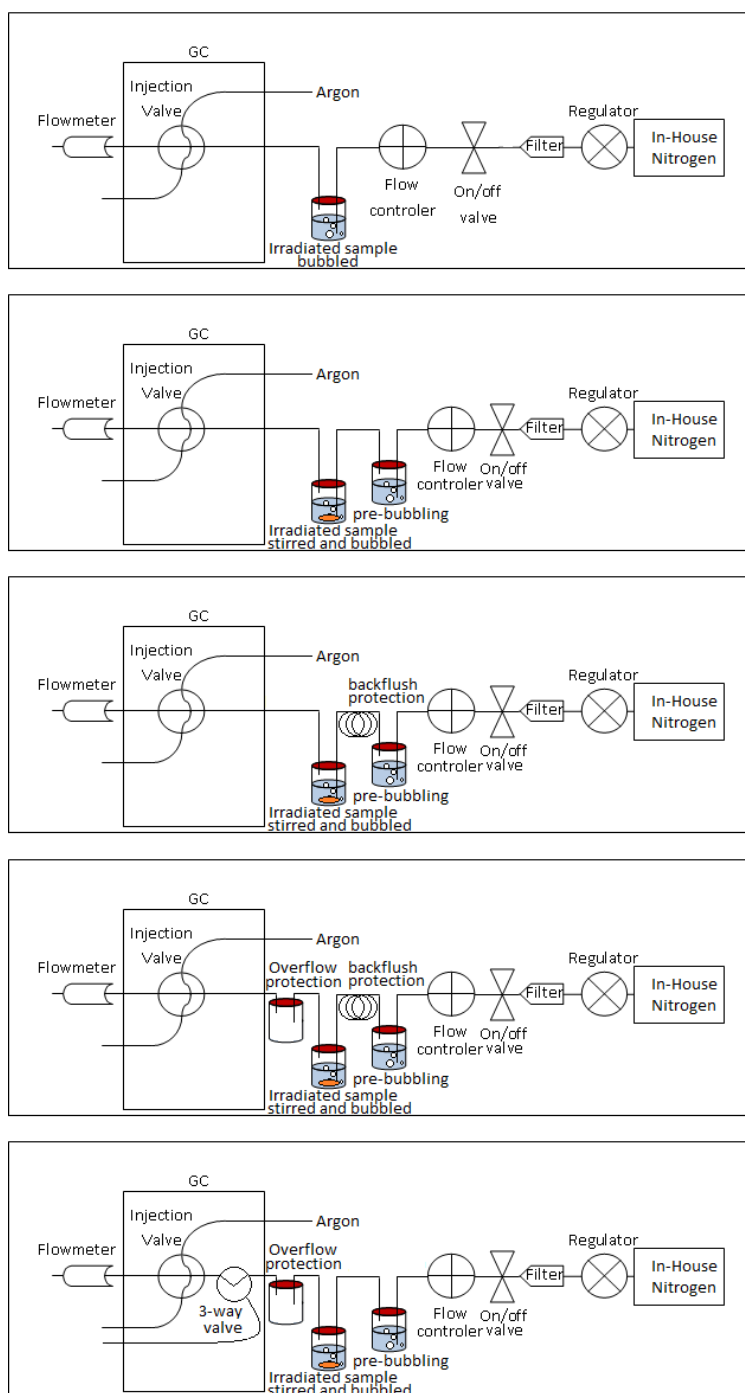 GC
Injection
Valve
Argon
Flowmeter
Regulator
In-House
Nitrogen
Filter
Flow
controler
On/off
valve
Irradiated sample
bubbled
GC
Injection
Valve
Argon
Flowmeter
Regulator
In-House
Nitrogen
Filter
Flow
controler
On/off
valve
pre-bubbling
Irradiated sample
stirred and bubbled
GC
Injection
Valve
Argon
Flowmeter
backflush
protection
Regulator
In-House
Nitrogen
Filter
Flow
controler
On/off
valve
pre-bubbling
Irradiated sample
stirred and bubbled
GC
Injection
Valve
Argon
Flowmeter
Overflow
protection
backflush
protection
Regulator
In-House
Nitrogen
Filter
Flow
controler
On/off
valve
pre-bubbling
Irradiated sample
stirred and bubbled
GC
Injection
Valve
Argon
Flowmeter
Overflow
protection
Regulator
In-House
Nitrogen
Filter
3-way
valve
Flow
controler
On/off
valve
pre-bubbling
Irradiated sample
stirred and bubbled